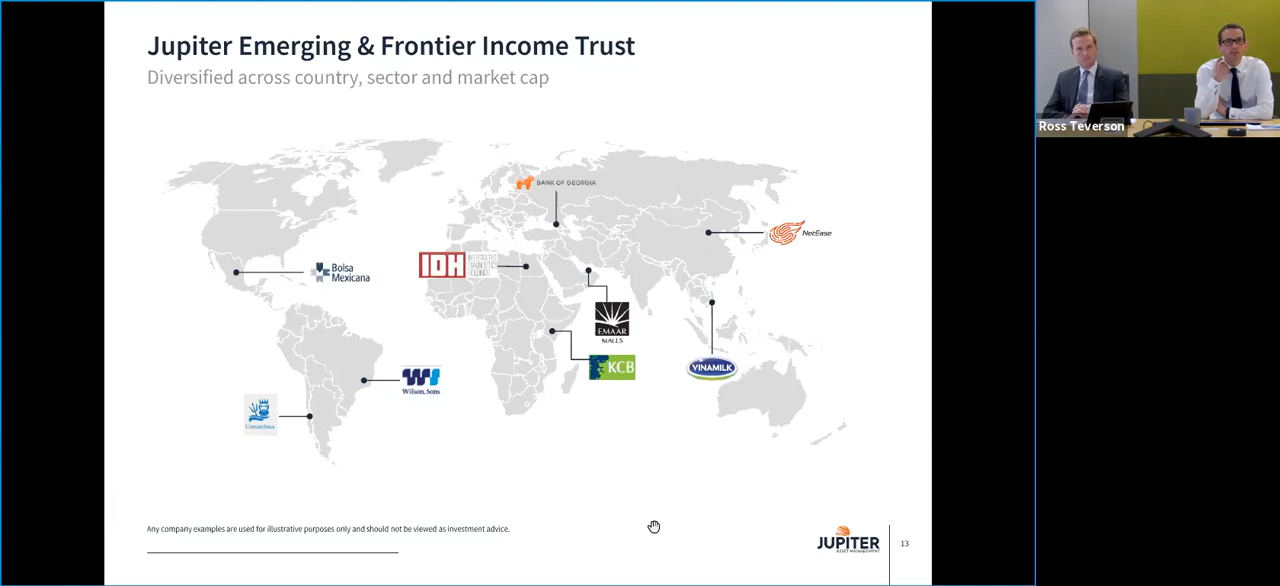 Jupiter Emerging & Frontier Income Trust
Diversified across country, sector and market cap
Ross Teverson
BANK OF GEORGIA
NetEase
IDH INTEGRATED
DIAGNOSTIC
HOLDINGS
Bolsa
Mexicana
EMAAR
MALLS
KCB
VINAMILK
Wilson, Sons
Camanchaca
Any company examples are used for illustrative purposes only and should not be viewed as investment advice.
JUPITER
ASSET MANAGEMENT
13